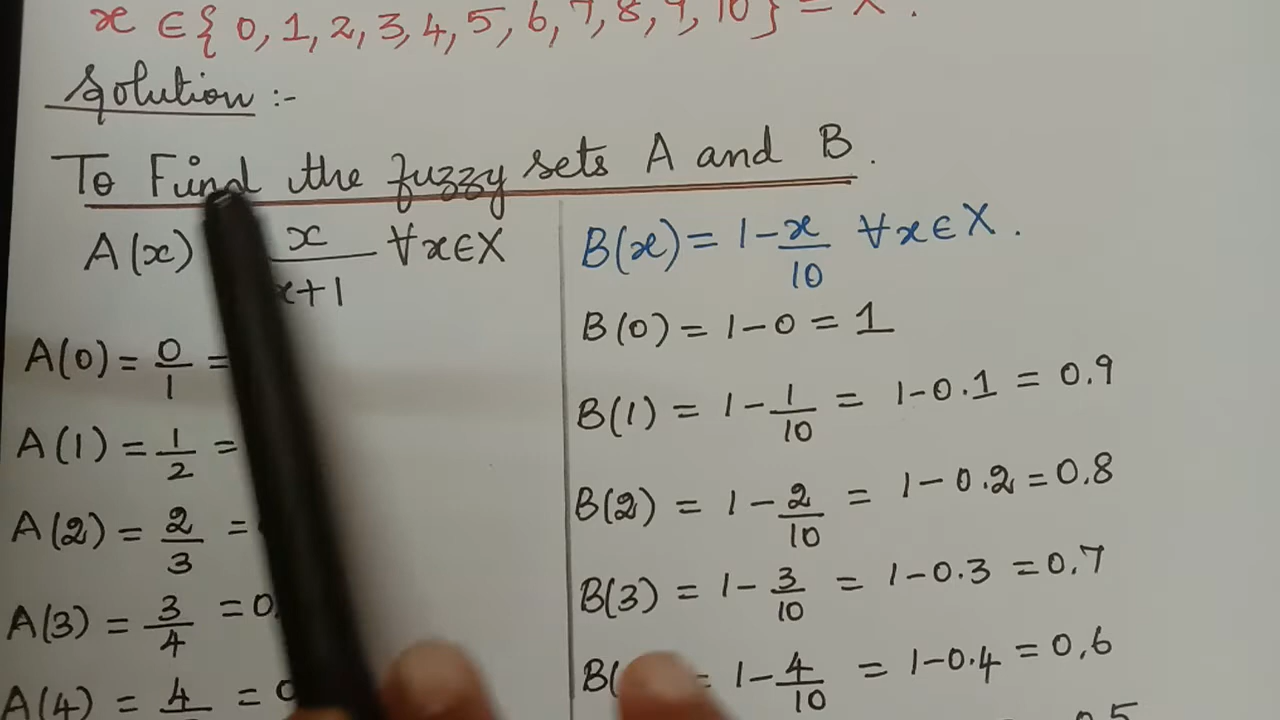 x ∈ {0, 1, 2, 3, 4, 5, 6, 7, 8, 9, 10} = X.
Solution :-
To Find the fuzzy sets A and B.
A(x) x/x+1 ∀x∈X
A(0) = 0/1 =
A(1) = 1/2 =
A(2) = 2/3 =
A(3) = 3/4 = 0.
A(4) = 4 = 0
B(x) = 1 - x/10 ∀x∈X.
B(0) = 1 - 0 = 1
B(1) = 1 - 1/10 = 1 - 0.1 = 0.9
B(2) = 1 - 2/10 = 1 - 0.2 = 0.8
B(3) = 1 - 3/10 = 1 - 0.3 = 0.7
B( = 1 - 4/10 = 1 - 0.4 = 0.6